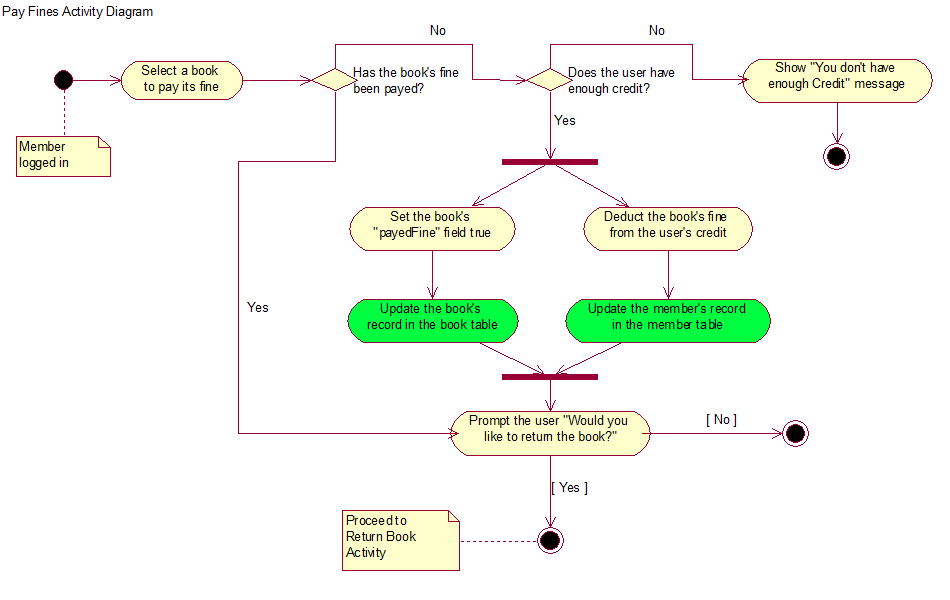 Pay Fines Activity Diagram
No
No
Select a book
to pay its fine
Has the book's fine
been payed?
Does the user have
enough credit?
Show "You don't have
enough Credit" message
Yes
Member
logged in
Set the book's
"payedFine" field true
Deduct the book's fine
from the user's credit
Yes
Update the book's
record in the book table
Update the member's record
in the member table
Prompt the user "Would you
like to return the book?"
[ No ]
[ Yes ]
Proceed to
Return Book
Activity